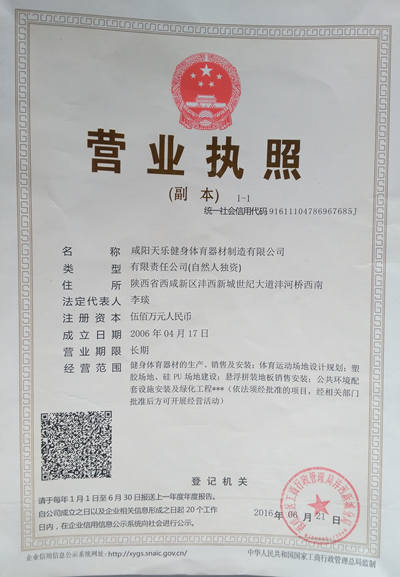 营业执照
(副 本) 1-1
统一社会信用代码91611104786967685J
名 称 咸阳天乐健身体育器材制造有限公司
类 型 有限责任公司(自然人独资)
住 所 陕西省西咸新区沣西新城世纪大道沣河桥西南
法定代表人 李琰
注册资本 伍佰万元人民币
成立日期 2006年04月17日
营业期限 长期
经营范围 健身体育器材的生产、销售及安装;体育运动场地设计规划;塑
胶场地、硅PU场地建设;悬浮拼装地板销售安装;公共环境配
套设施安装及绿化工程***(依法须经批准的项目,经相关部门
批准后方可开展经营活动)
登记机关
请于每年1月1日至6月30日报送上一年度年度报告。
自公司成立之日以及企业相关信息形成之日起20个工作
日内,在企业信用信息公示系统向社会进行公示。
2016年06月21日
企业信用信息公示系统网址:http://xygs.snaic.gov.cn/
中华人民共和国国家工商行政管理总局监制